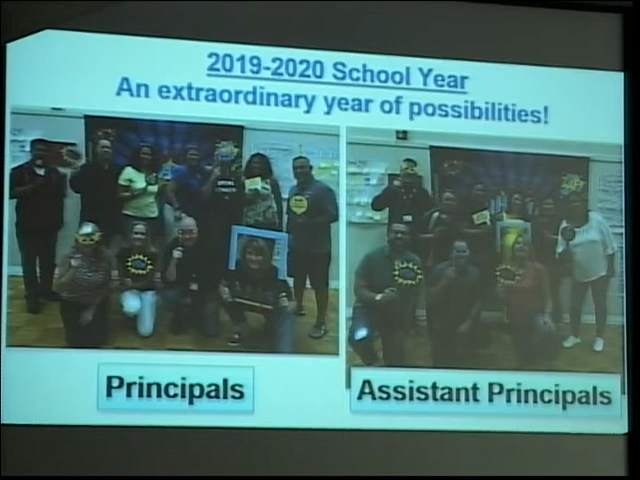 2019-2020 School Year
An extraordinary year of possibilities!
Principals
Assistant Principals